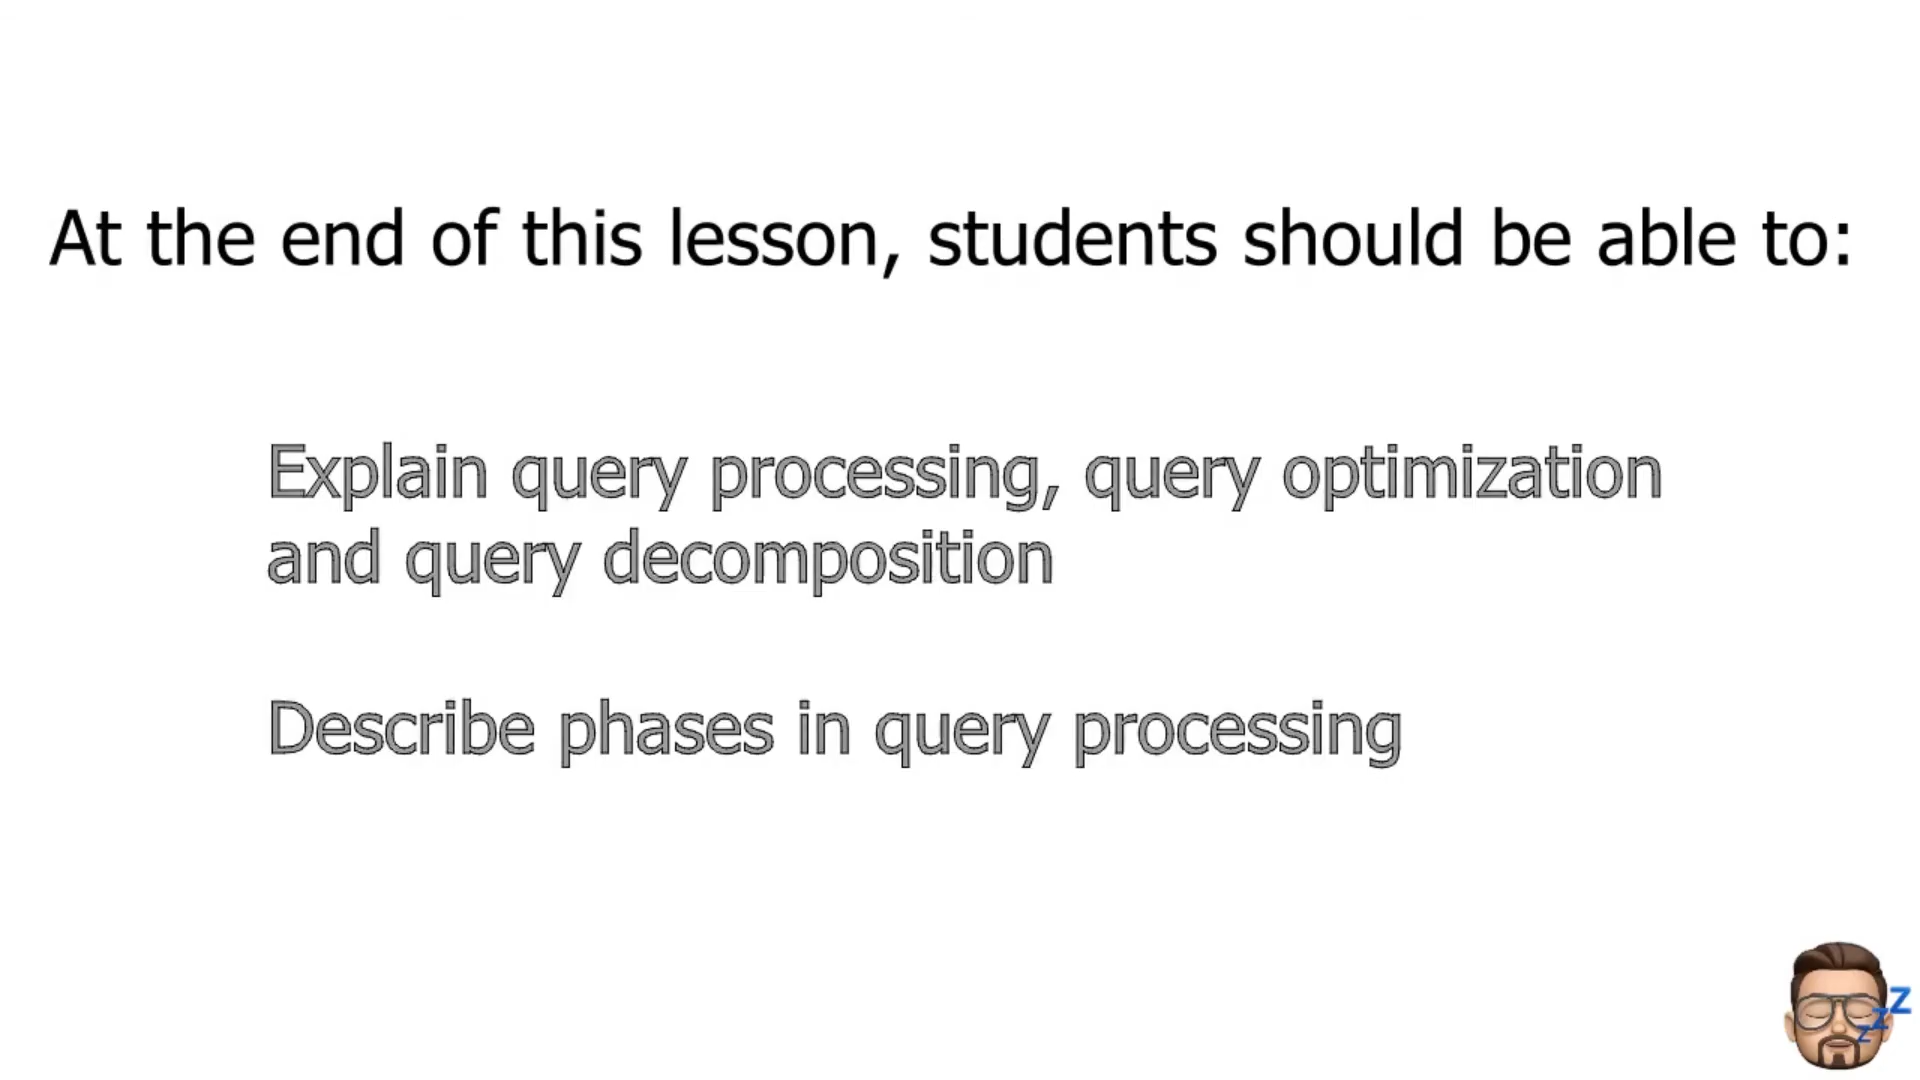 At the end of this lesson, students should be able to:
Explain query processing, query optimization
and query decomposition
Describe phases in query processing
z z Z